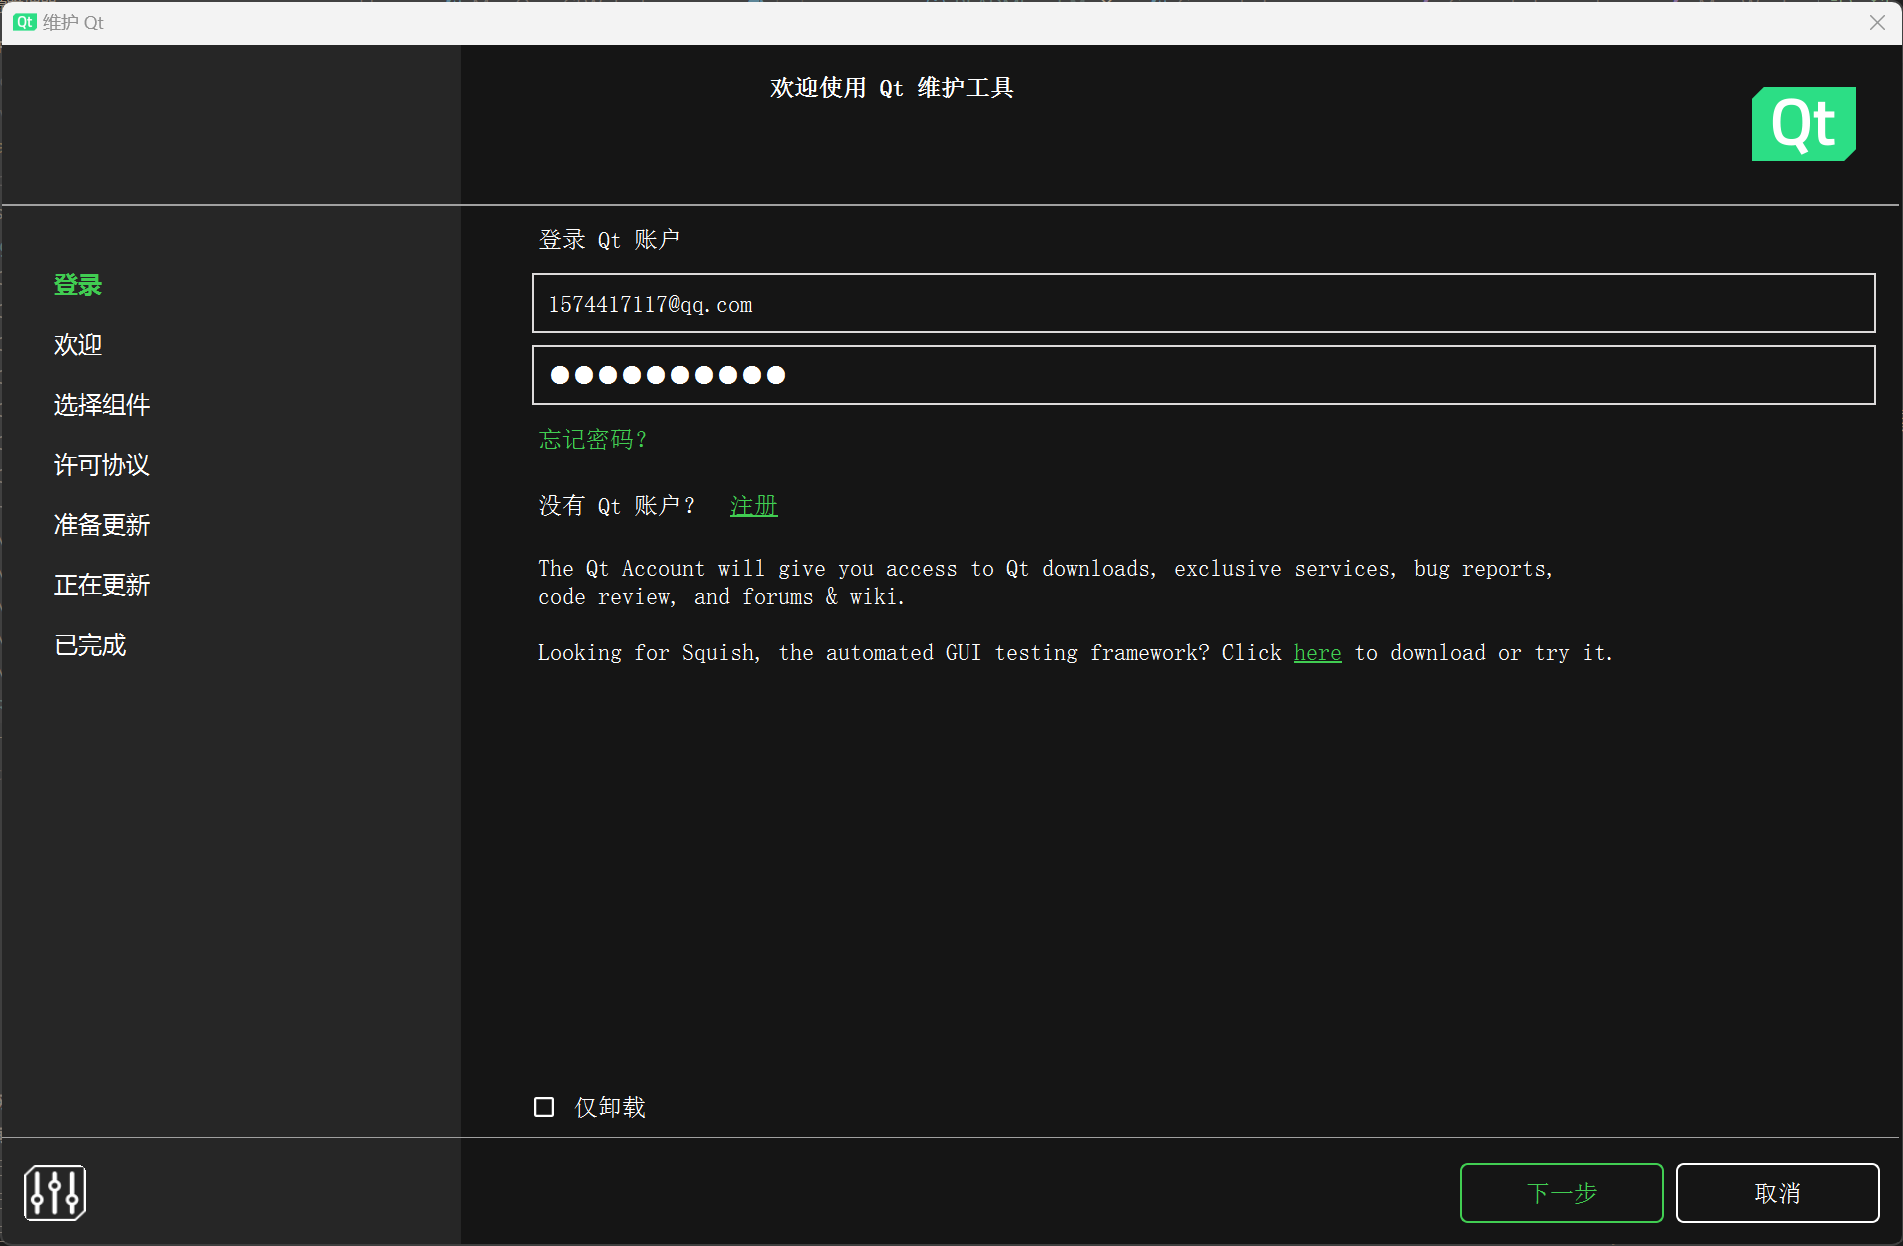 Qt 维护 Qt
欢迎使用 Qt 维护工具
Qt
登录
欢迎
选择组件
许可协议
准备更新
正在更新
已完成
登录 Qt 账户
1574417117@qq.com
忘记密码？
没有 Qt 账户？ 注册
The Qt Account will give you access to Qt downloads, exclusive services, bug reports,
code review, and forums & wiki.
Looking for Squish, the automated GUI testing framework? Click here to download or try it.
仅卸载
下一步 取消